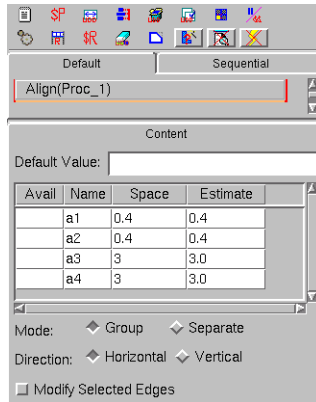 $P
$R
Default Sequential
Align(Proc_1)
Content
Default Value:
Avail Name Space Estimate
a1 0.4 0.4
a2 0.4 0.4
a3 3 3.0
a4 3 3.0
Mode: Group Separate
Direction: Horizontal Vertical
Modify Selected Edges